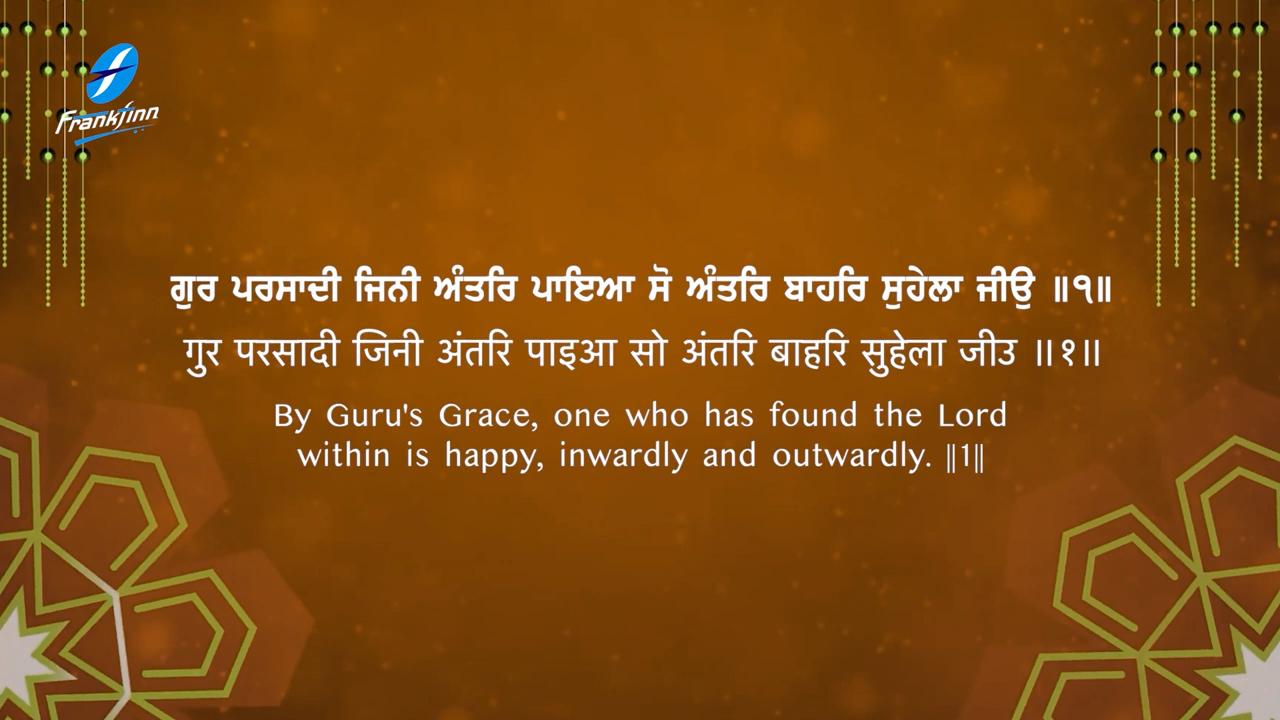 Frankfinn
ਗੁਰ ਪਰਸਾਦੀ ਜਿਨੀ ਅੰਤਰਿ ਪਾਇਆ ਸੋ ਅੰਤਰਿ ਬਾਹਰਿ ਸੁਹੇਲਾ ਜੀਉ ॥੧॥
गुर परसादी जिनी अंतरि पाइआ सो अंतरि बाहरि सुहेला जीउ ॥१॥
By Guru's Grace, one who has found the Lord
within is happy, inwardly and outwardly. ||1||